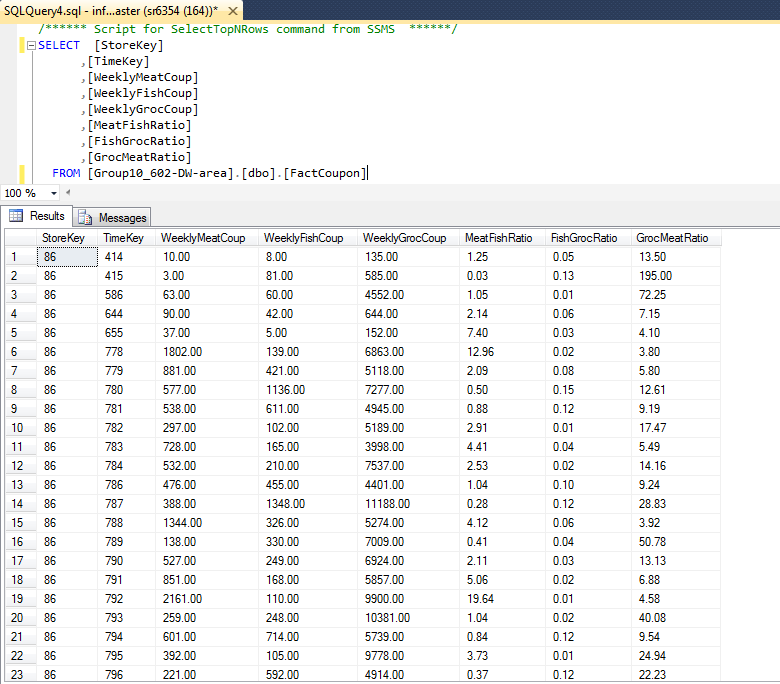 SQLQuery4.sql - inf...aster (sr6354 (164))* ×
/****** Script for SelectTopNRows command from SSMS ******/
SELECT [StoreKey]
,[TimeKey]
,[WeeklyMeatCoup]
,[WeeklyFishCoup]
,[WeeklyGrocCoup]
,[MeatFishRatio]
,[FishGrocRatio]
,[GrocMeatRatio]
FROM [Group10_602-DW-area].[dbo].[FactCoupon]
100 %
Results Messages
StoreKey TimeKey WeeklyMeatCoup WeeklyFishCoup WeeklyGrocCoup MeatFishRatio FishGrocRatio GrocMeatRatio
1 86 414 10.00 8.00 135.00 1.25 0.05 13.50
2 86 415 3.00 81.00 585.00 0.03 0.13 195.00
3 86 586 63.00 60.00 4552.00 1.05 0.01 72.25
4 86 644 90.00 42.00 644.00 2.14 0.06 7.15
5 86 655 37.00 5.00 152.00 7.40 0.03 4.10
6 86 778 1802.00 139.00 6863.00 12.96 0.02 3.80
7 86 779 881.00 421.00 5118.00 2.09 0.08 5.80
8 86 780 577.00 1136.00 7277.00 0.50 0.15 12.61
9 86 781 538.00 611.00 4945.00 0.88 0.12 9.19
10 86 782 297.00 102.00 5189.00 2.91 0.01 17.47
11 86 783 728.00 165.00 3998.00 4.41 0.04 5.49
12 86 784 532.00 210.00 7537.00 2.53 0.02 14.16
13 86 786 476.00 455.00 4401.00 1.04 0.10 9.24
14 86 787 388.00 1348.00 11188.00 0.28 0.12 28.83
15 86 788 1344.00 326.00 5274.00 4.12 0.06 3.92
16 86 789 138.00 330.00 7009.00 0.41 0.04 50.78
17 86 790 527.00 249.00 6924.00 2.11 0.03 13.13
18 86 791 851.00 168.00 5857.00 5.06 0.02 6.88
19 86 792 2161.00 110.00 9900.00 19.64 0.01 4.58
20 86 793 259.00 248.00 10381.00 1.04 0.02 40.08
21 86 794 601.00 714.00 5739.00 0.84 0.12 9.54
22 86 795 392.00 105.00 9778.00 3.73 0.01 24.94
23 86 796 221.00 592.00 4914.00 0.37 0.12 22.23